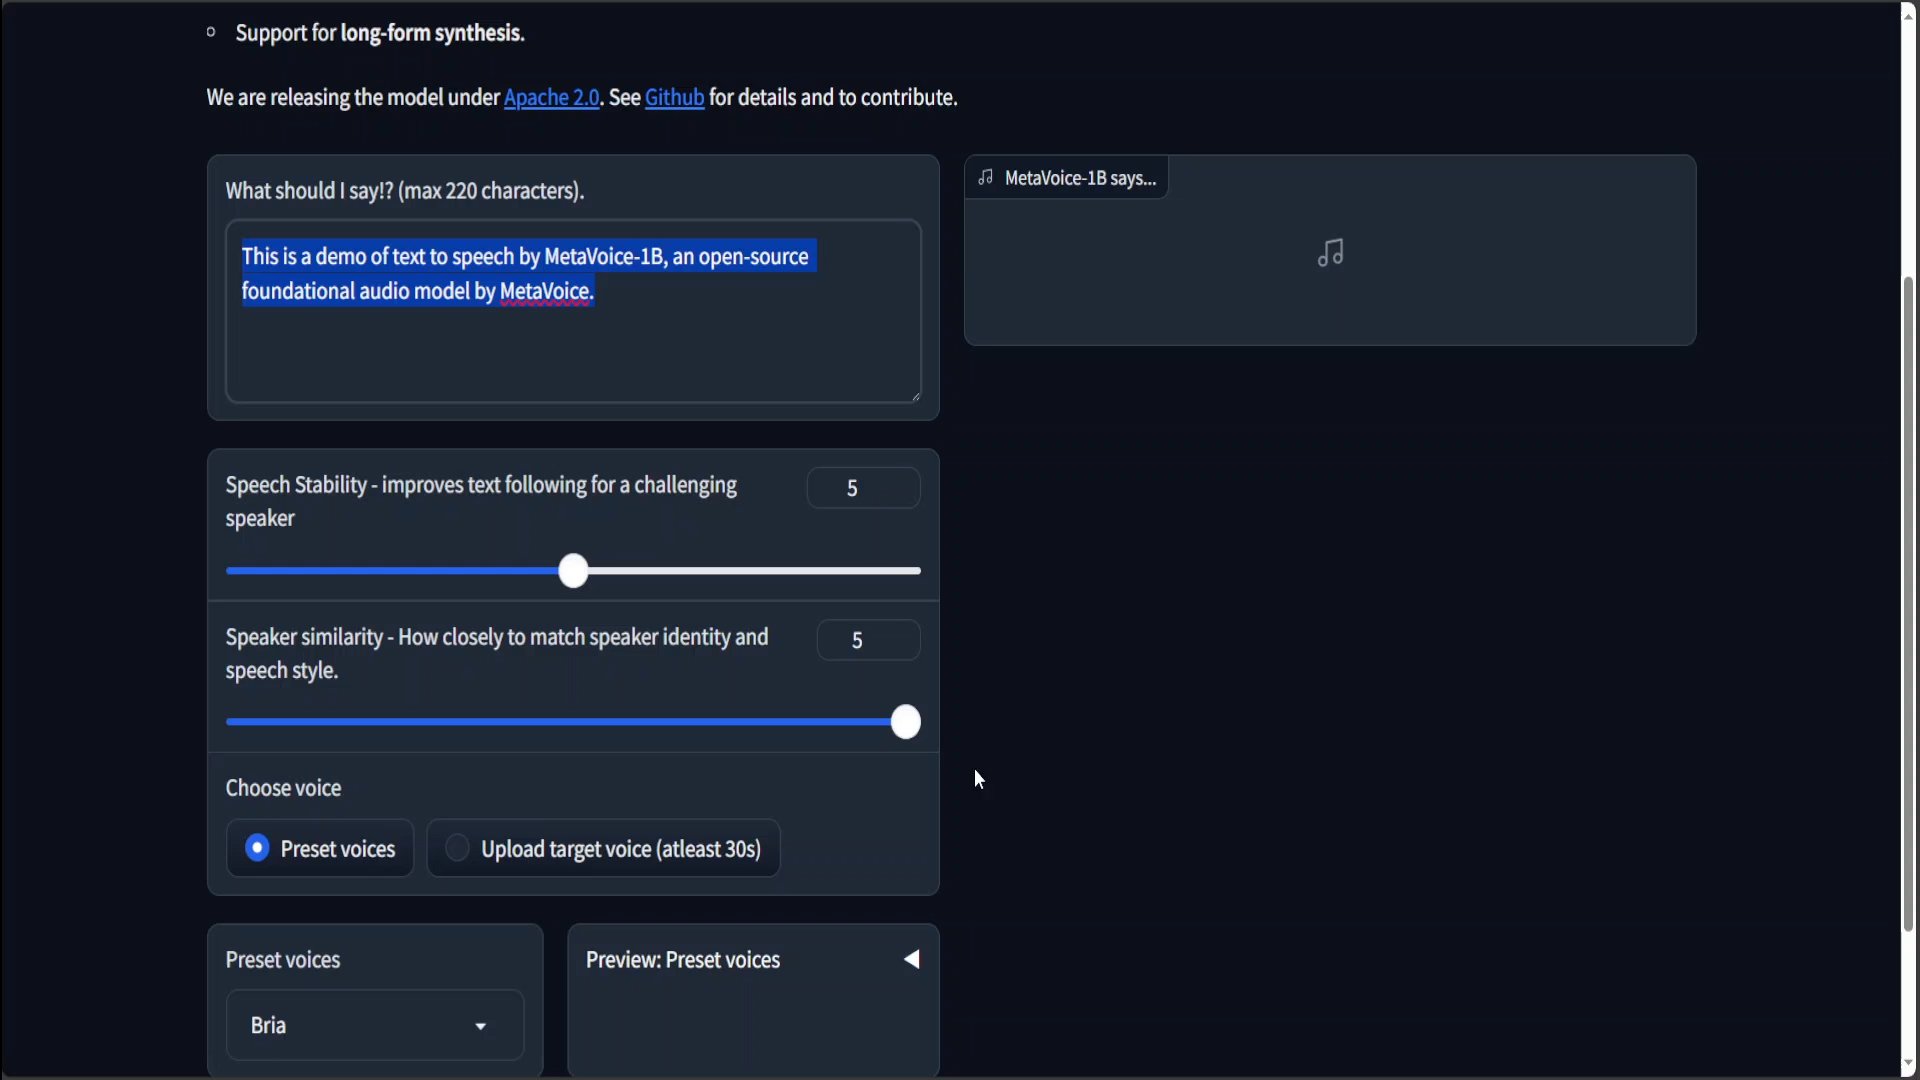 Support for long-form synthesis.
We are releasing the model under Apache 2.0. See Github for details and to contribute.
What should I say!? (max 220 characters).
This is a demo of text to speech by MetaVoice-1B, an open-source
foundational audio model by MetaVoice.
MetaVoice-1B says...
Speech Stability - improves text following for a challenging
speaker
5
Speaker similarity - How closely to match speaker identity and
speech style.
5
Choose voice
Preset voices
Upload target voice (atleast 30s)
Preset voices
Bria
Preview: Preset voices